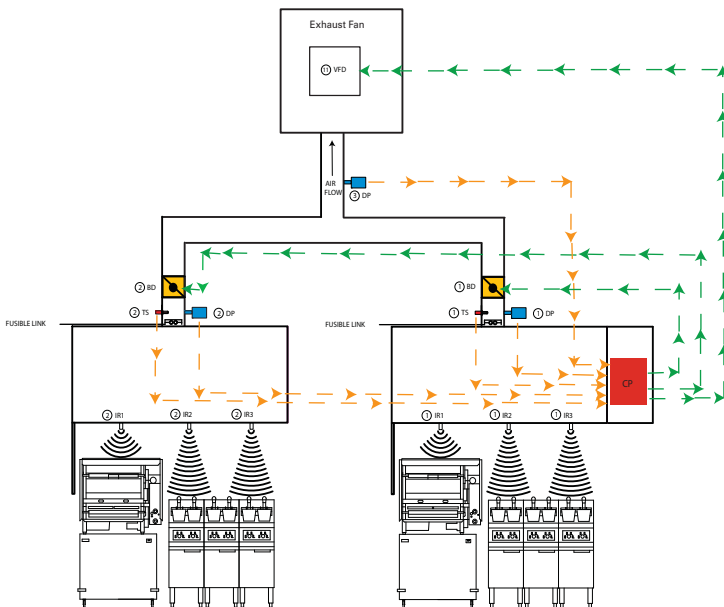 Exhaust Fan
11 VFD
AIR
FLOW
3 DP
2 BD
1 BD
2 TS
2 DP
1 TS
1 DP
FUSIBLE LINK
FUSIBLE LINK
CP
2 IR1
2 IR2
2 IR3
1 IR1
1 IR2
1 IR3